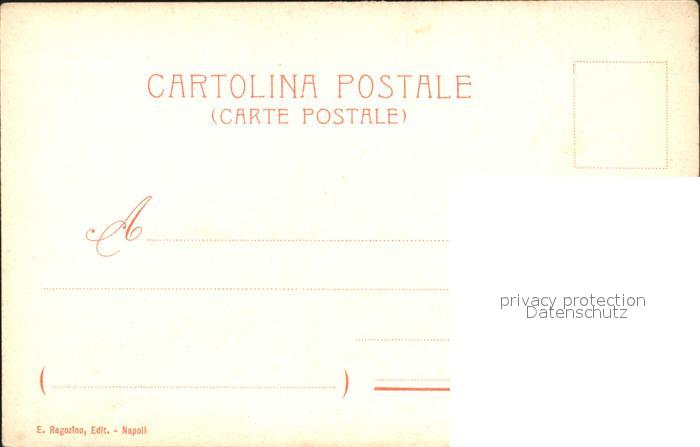 CARTOLINA POSTALE
(CARTE POSTALE)
A
privacy protection
Datenschutz
( )
E. Ragozino, Edit. - Napoli